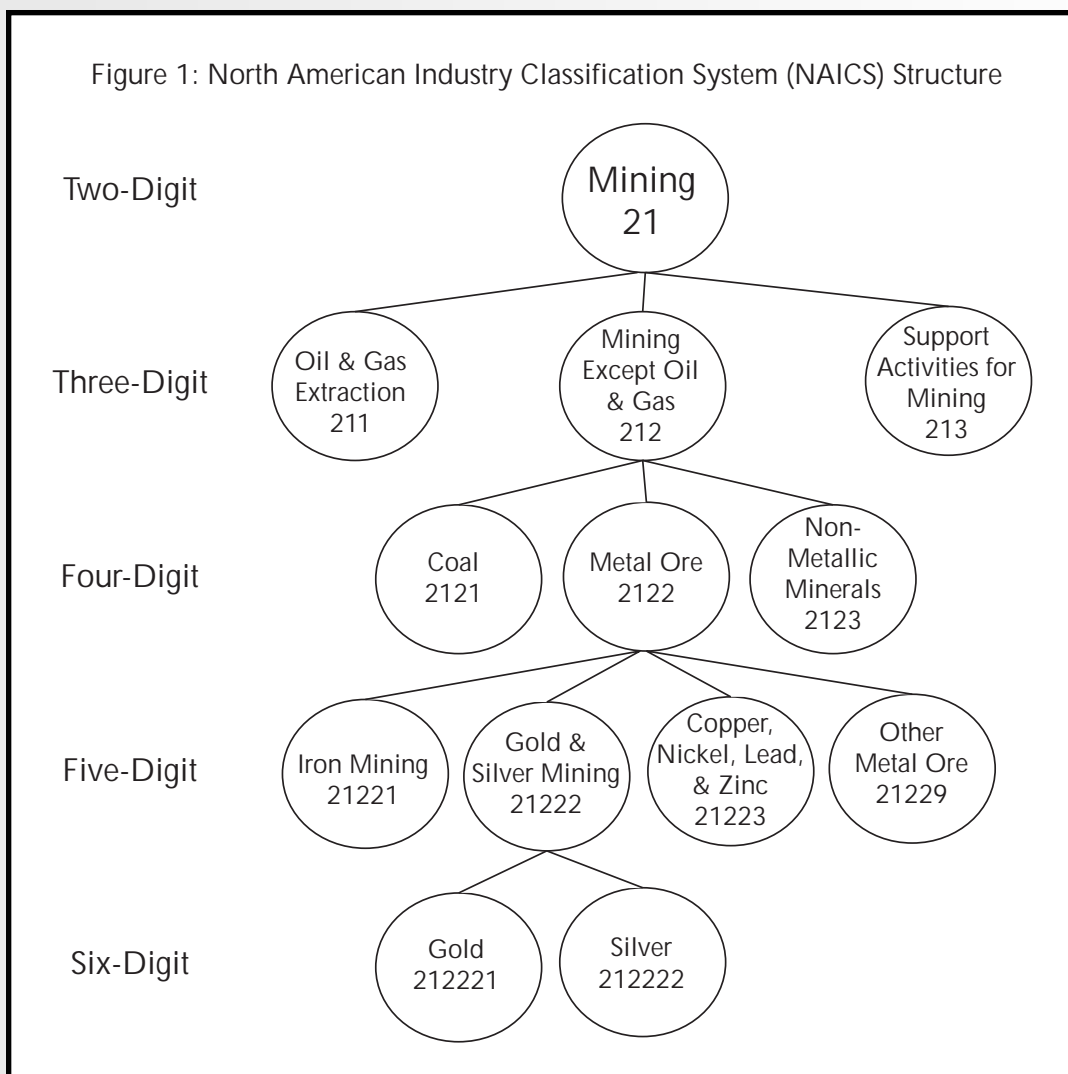 Figure 1: North American Industry Classification System (NAICS) Structure
Two-Digit
Mining
21
Three-Digit
Oil & Gas
Extraction
211
Mining
Except Oil
& Gas
212
Support
Activities for
Mining
213
Four-Digit
Coal
2121
Metal Ore
2122
Non-
Metallic
Minerals
2123
Five-Digit
Iron Mining
21221
Gold &
Silver Mining
21222
Copper,
Nickel, Lead,
& Zinc
21223
Other
Metal Ore
21229
Six-Digit
Gold
212221
Silver
212222